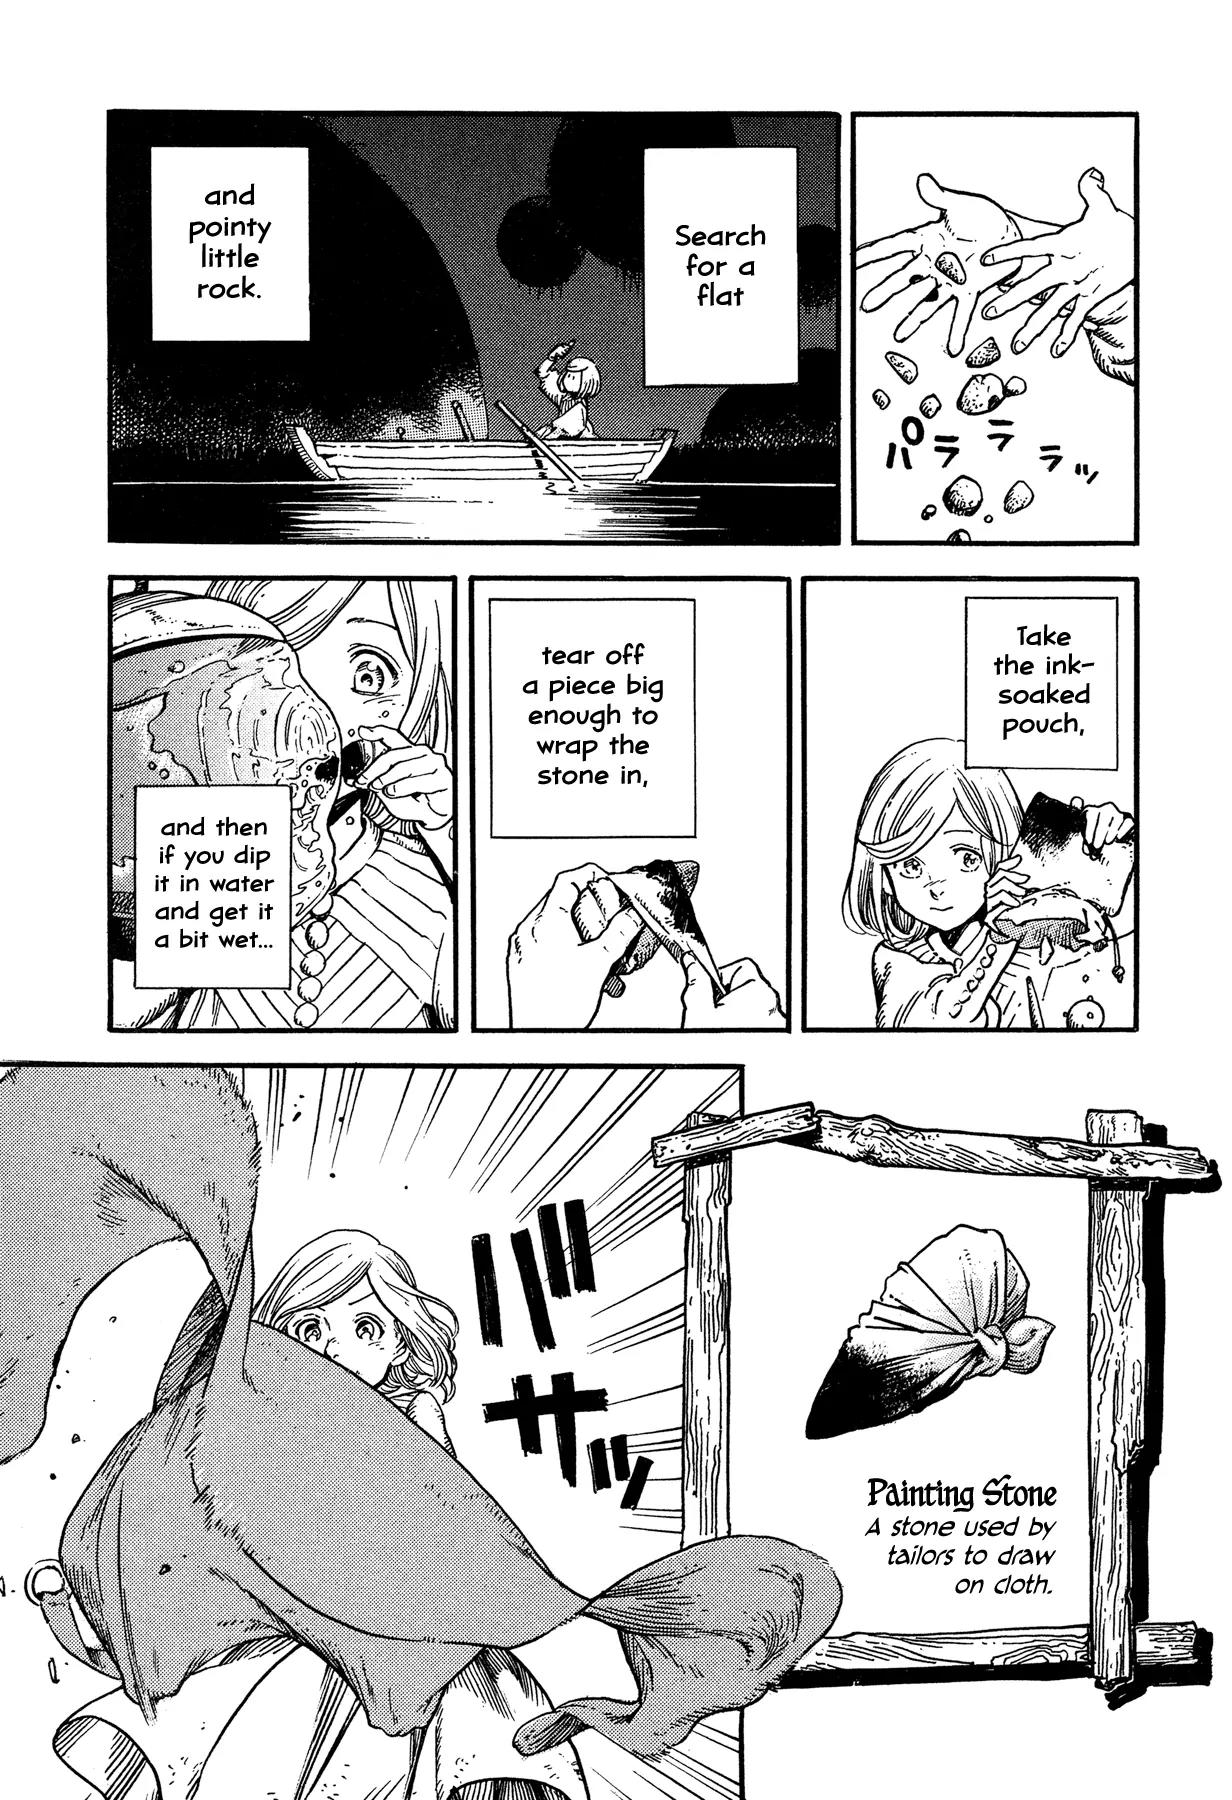 Search
for a
flat
and
pointy
little
rock.
パラララッ
Take
the ink-
soaked
pouch,
tear off
a piece big
enough to
wrap the
stone in,
and then
if you dip
it in water
and get it
a bit wet...
Painting Stone
A stone used by
tailors to draw
on cloth.
バサッ